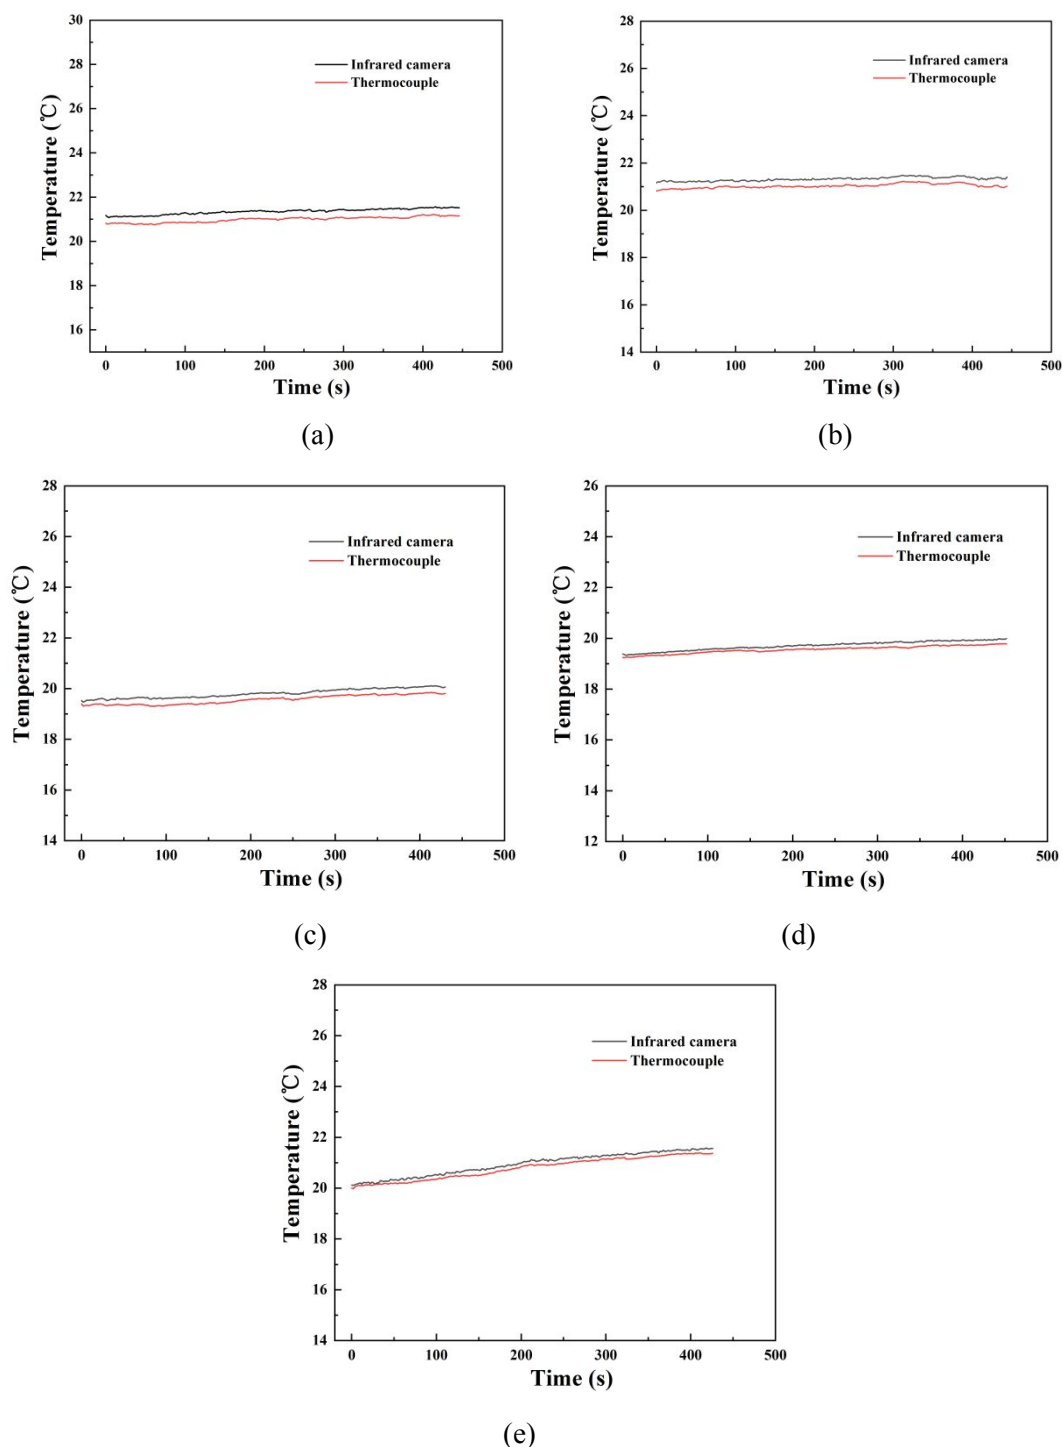 30
28
26
24
22
20
18
16
Temperature (℃)
Infrared camera
Thermocouple
0 100 200 300 400 500
Time (s)
(a)
28
26
24
22
20
18
16
14
Temperature (℃)
Infrared camera
Thermocouple
0 100 200 300 400 500
Time (s)
(b)
28
26
24
22
20
18
16
14
Temperature (℃)
Infrared camera
Thermocouple
0 100 200 300 400 500
Time (s)
(c)
26
24
22
20
18
16
14
12
Temperature (℃)
Infrared camera
Thermocouple
0 100 200 300 400 500
Time (s)
(d)
28
26
24
22
20
18
16
14
Temperature (℃)
Infrared camera
Thermocouple
0 100 200 300 400 500
Time (s)
(e)